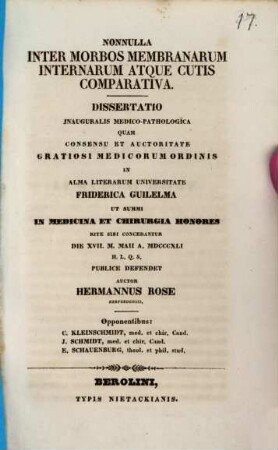 17.
NONNULLA
INTER MORBOS MEMBRANARUM
INTERNARUM ATQUE CUTIS
COMPARATIVA.
DISSERTATIO
INAUGURALIS MEDICO-PATHOLOGICA
QUAM
CONSENSU ET AUCTORITATE
GRATIOSI MEDICORUM ORDINIS
IN
ALMA LITERARUM UNIVERSITATE
FRIDERICA GUILELMA
UT SUMMI
IN MEDICINA ET CHIRURGIA HONORES
RITE SIBI CONCEDANTUR
DIE XVII. M. MAII A. MDCCCXLI
H. L. Q. S.
PUBLICE DEFENDET
AUCTOR
HERMANNUS ROSE
Opponentibus:
C. KLEINSCHMIDT, med. et chir. Cand.
J. SCHMIDT, med. et chir. Cand.
E. SCHAUENBURG, theol. et phil. stud.
BEROLINI,
TYPIS NIETACKIANIS.